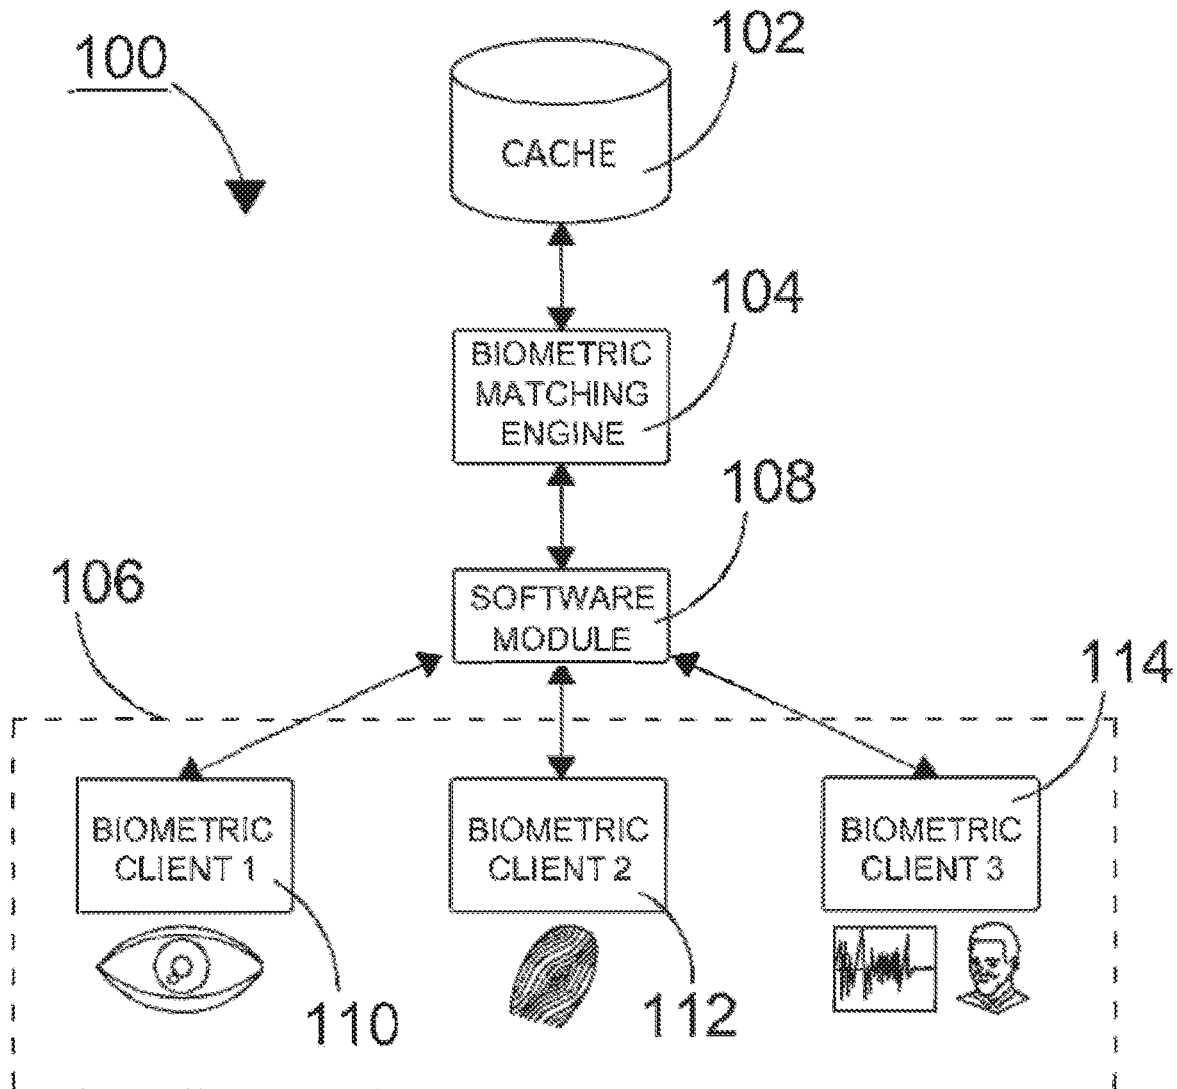 100
102
CACHE
104
BIOMETRIC
MATCHING
ENGINE
108
SOFTWARE
MODULE
106
114
BIOMETRIC
CLIENT 1
BIOMETRIC
CLIENT 2
BIOMETRIC
CLIENT 3
110
112